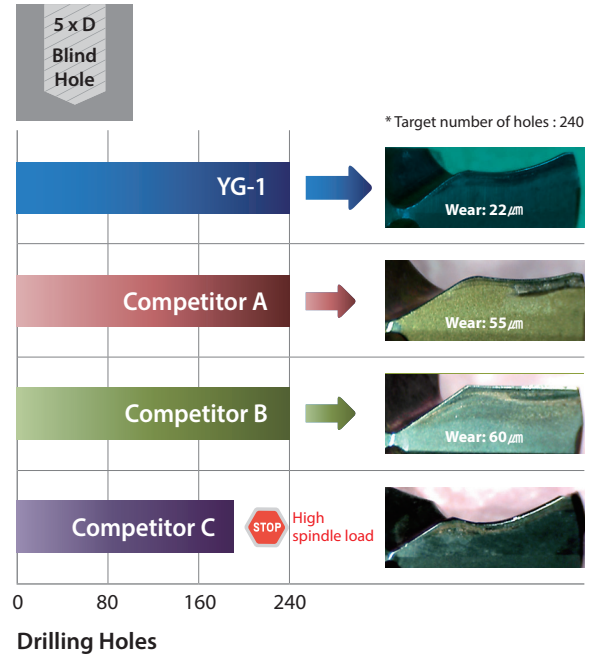 5 x D
Blind
Hole
* Target number of holes : 240
YG-1
Wear: 22㎛
Competitor A
Wear: 55㎛
Competitor B
Wear: 60㎛
Competitor C
STOP
High
spindle load
0 80 160 240
Drilling Holes